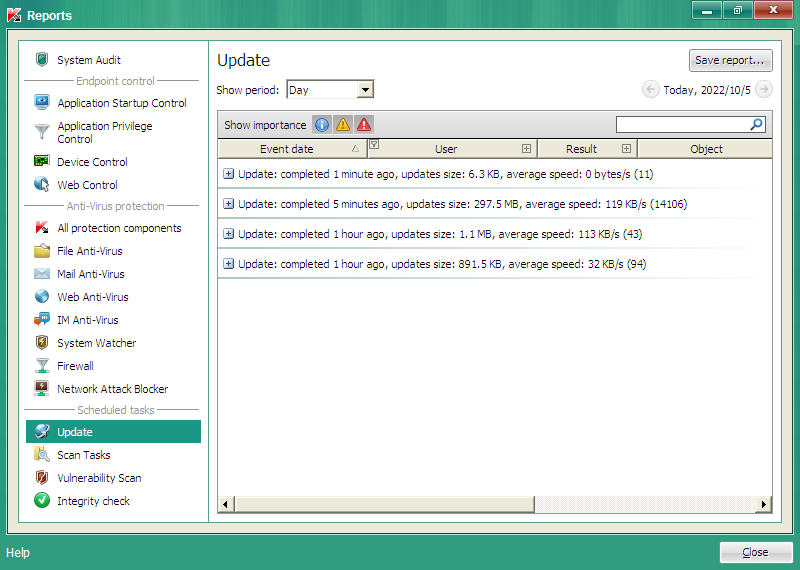 Reports
System Audit
Endpoint control
Application Startup Control
Application Privilege
Control
Device Control
Web Control
Anti-Virus protection
All protection components
File Anti-Virus
Mail Anti-Virus
Web Anti-Virus
IM Anti-Virus
System Watcher
Firewall
Network Attack Blocker
Scheduled tasks
Update
Scan Tasks
Vulnerability Scan
Integrity check
Update
Save report...
Show period: Day
Today, 2022/10/5
Show importance
Event date User Result Object
Update: completed 1 minute ago, updates size: 6.3 KB, average speed: 0 bytes/s (11)
Update: completed 5 minutes ago, updates size: 297.5 MB, average speed: 119 KB/s (14106)
Update: completed 1 hour ago, updates size: 1.1 MB, average speed: 113 KB/s (43)
Update: completed 1 hour ago, updates size: 891.5 KB, average speed: 32 KB/s (94)
Help
Close